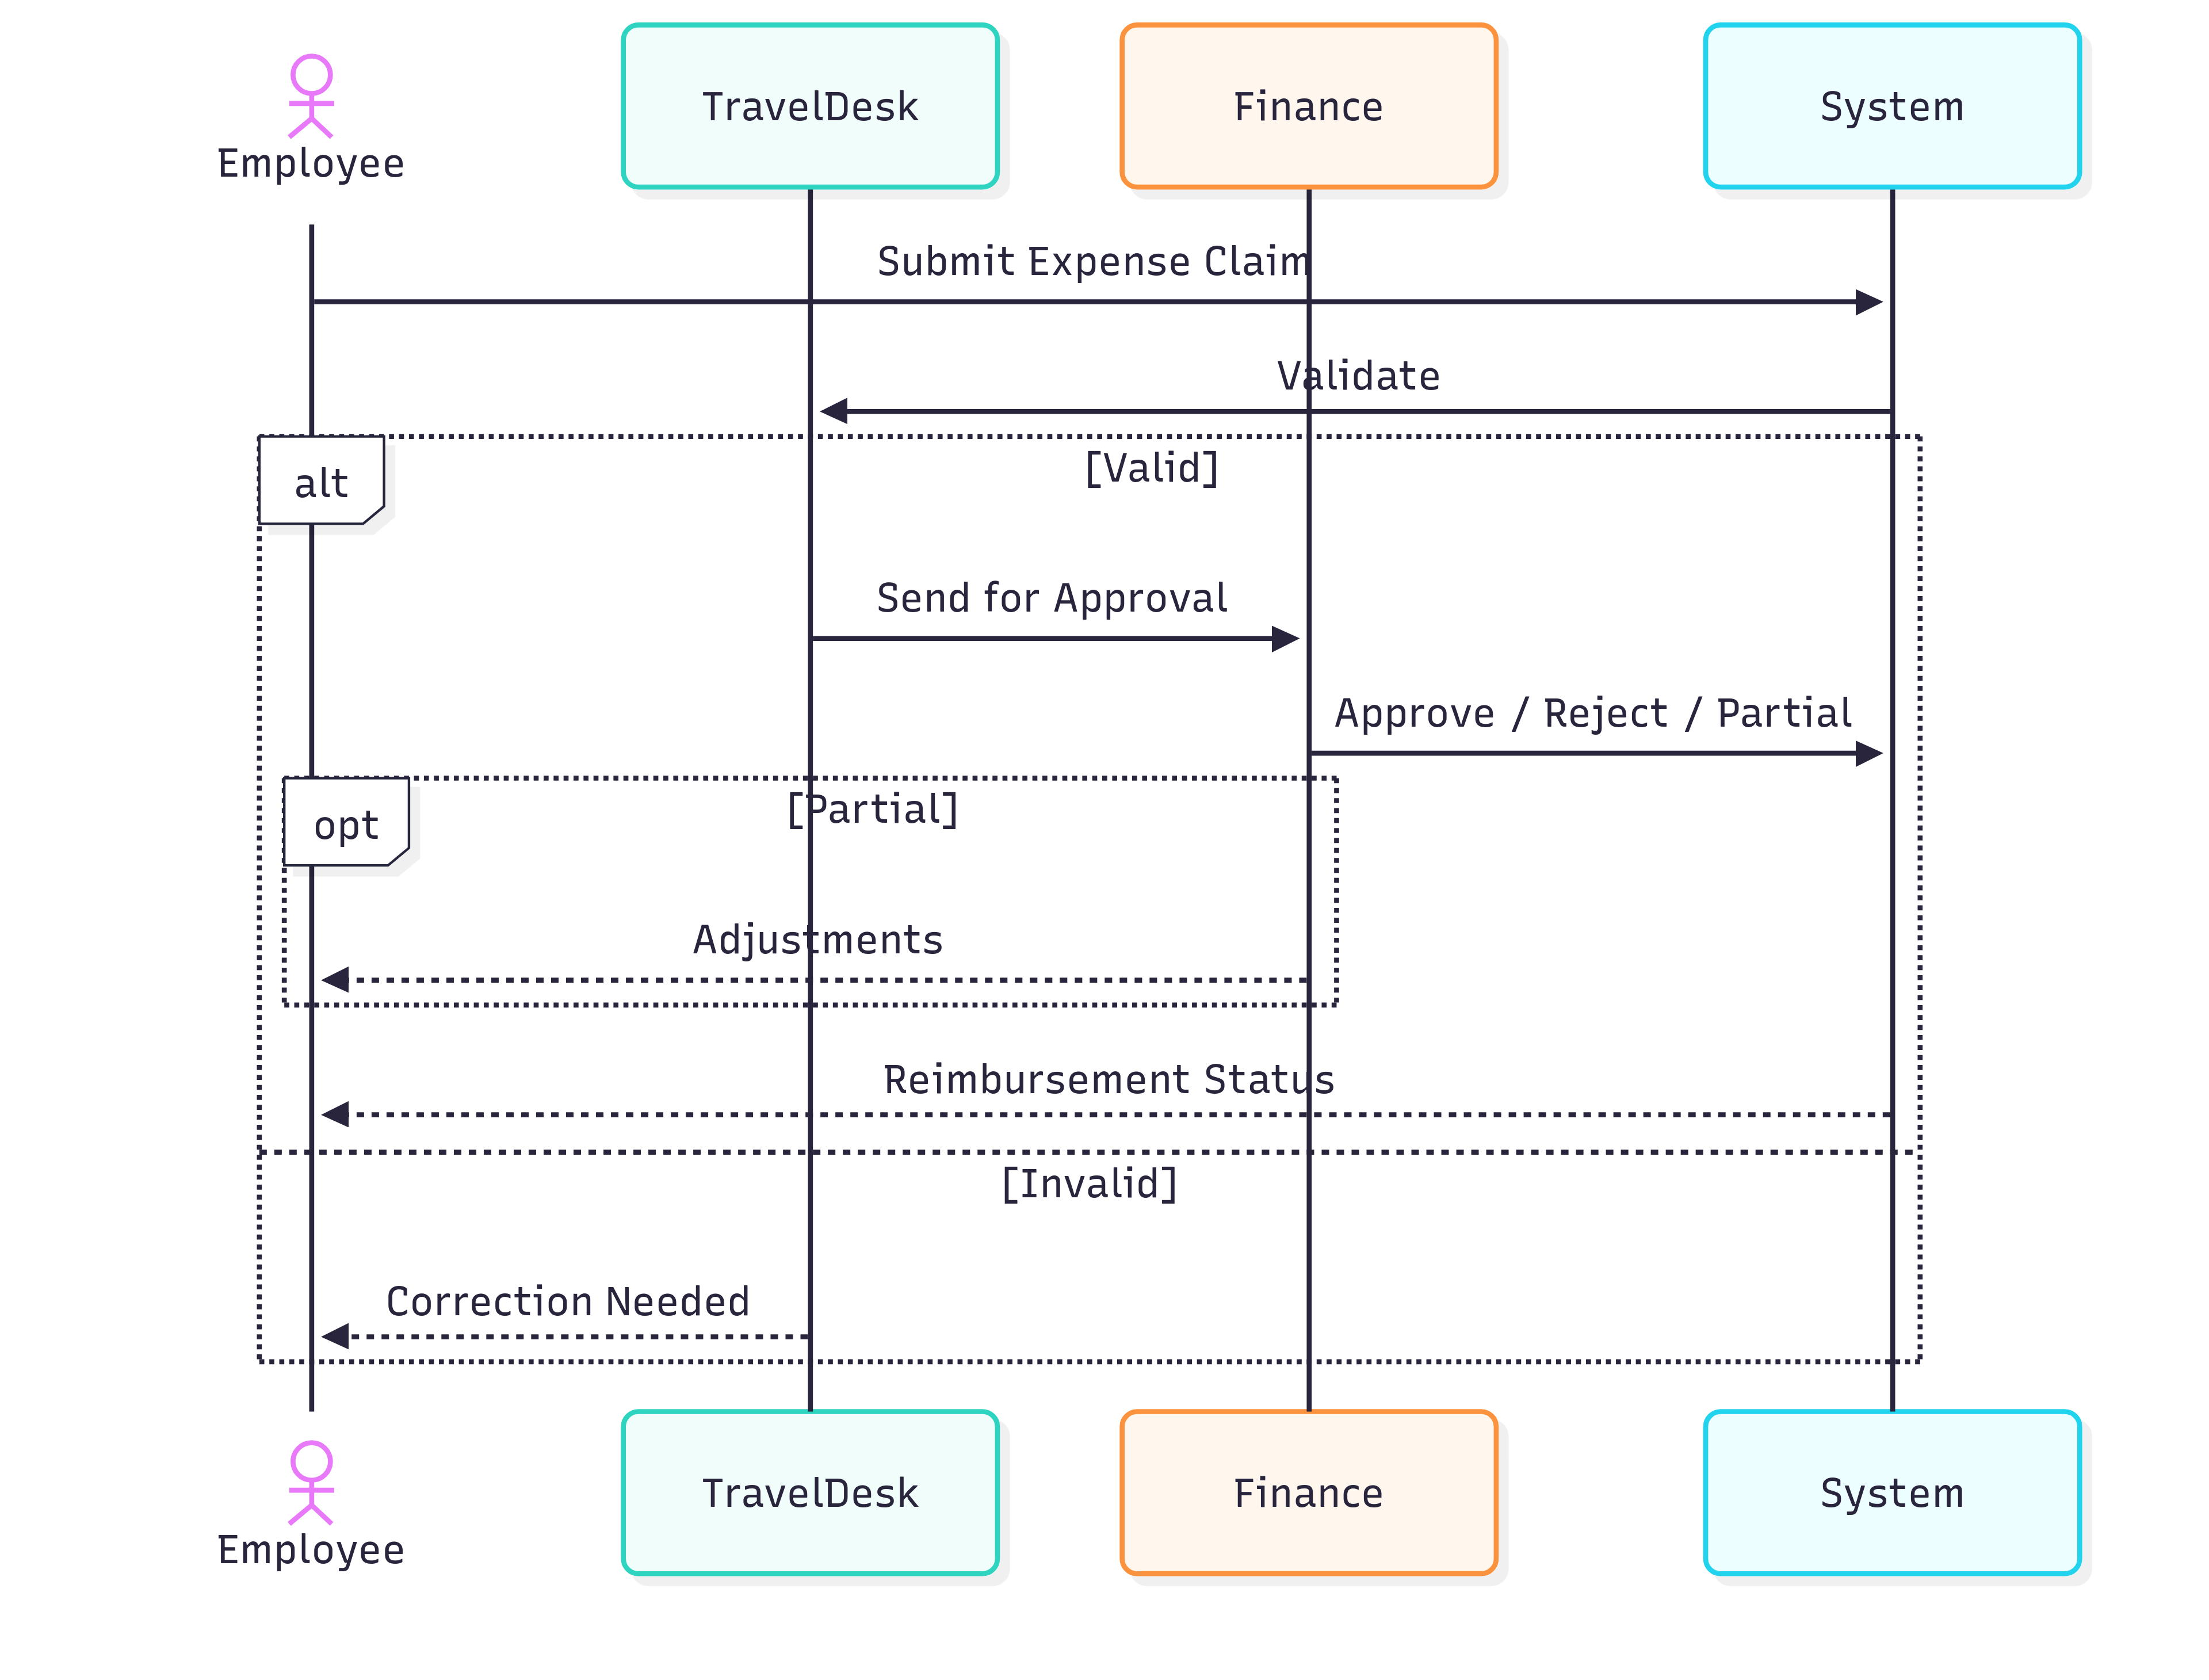 Employee
TravelDesk
Finance
System
Submit Expense Claim
Validate
alt
[Valid]
Send for Approval
Approve / Reject / Partial
opt
[Partial]
Adjustments
Reimbursement Status
[Invalid]
Correction Needed
Employee
TravelDesk
Finance
System